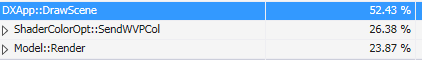 DXApp::DrawScene 52.43 %
ShaderColorOpt::SendWVPCol 26.38 %
Model::Render 23.87 %